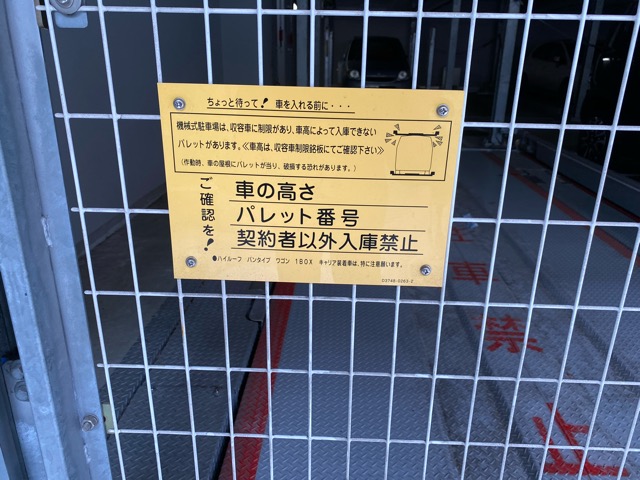 ちょっと待って! 車を入れる前に・・・
機械式駐車場は、収容車に制限があり、車高によって入庫できない
パレットがあります。≪車高は、収容車制限銘板にてご確認下さい≫
(作動時、車の屋根にパレットが当り、破損する恐れがあります。)
ご確認を!
車の高さ
パレット番号
契約者以外入庫禁止
●ハイルーフ バンタイプ ワゴン 1BOX キャリア装着車は、特に注意願います。
03748-0263-2
駐車禁止